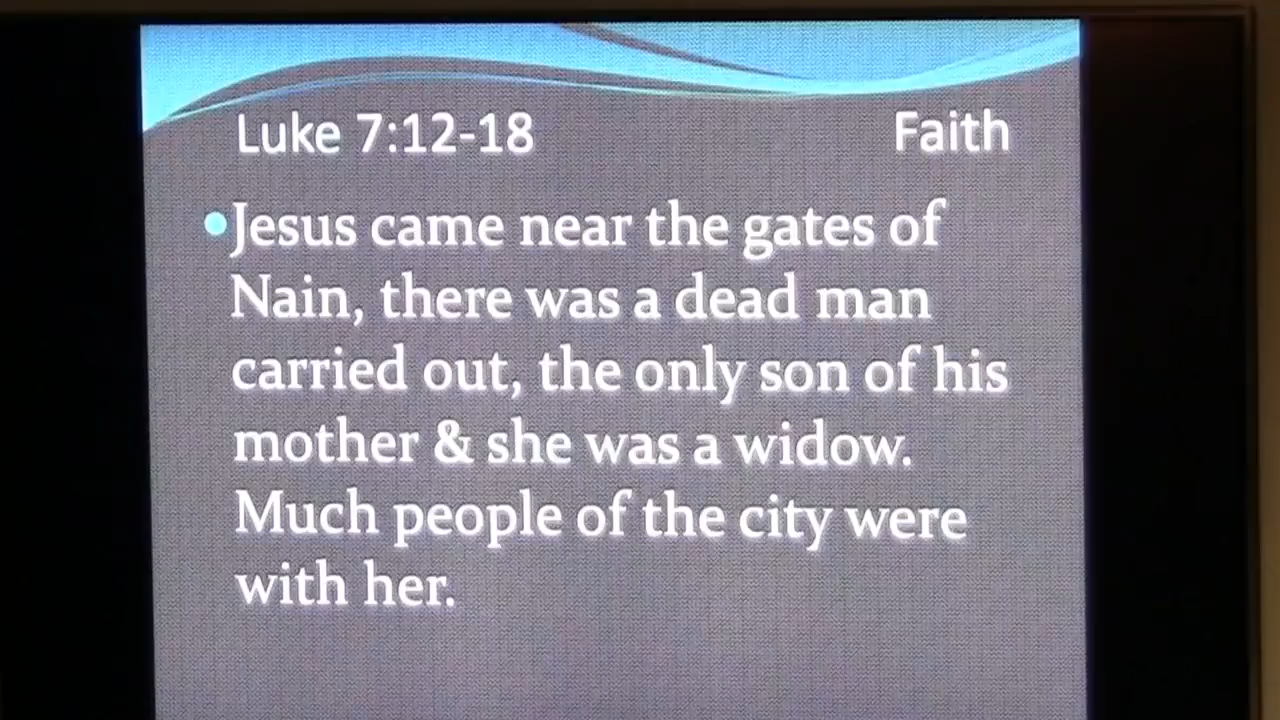 Luke 7:12-18 Faith
•Jesus came near the gates of
Nain, there was a dead man
carried out, the only son of his
mother & she was a widow.
Much people of the city were
with her.